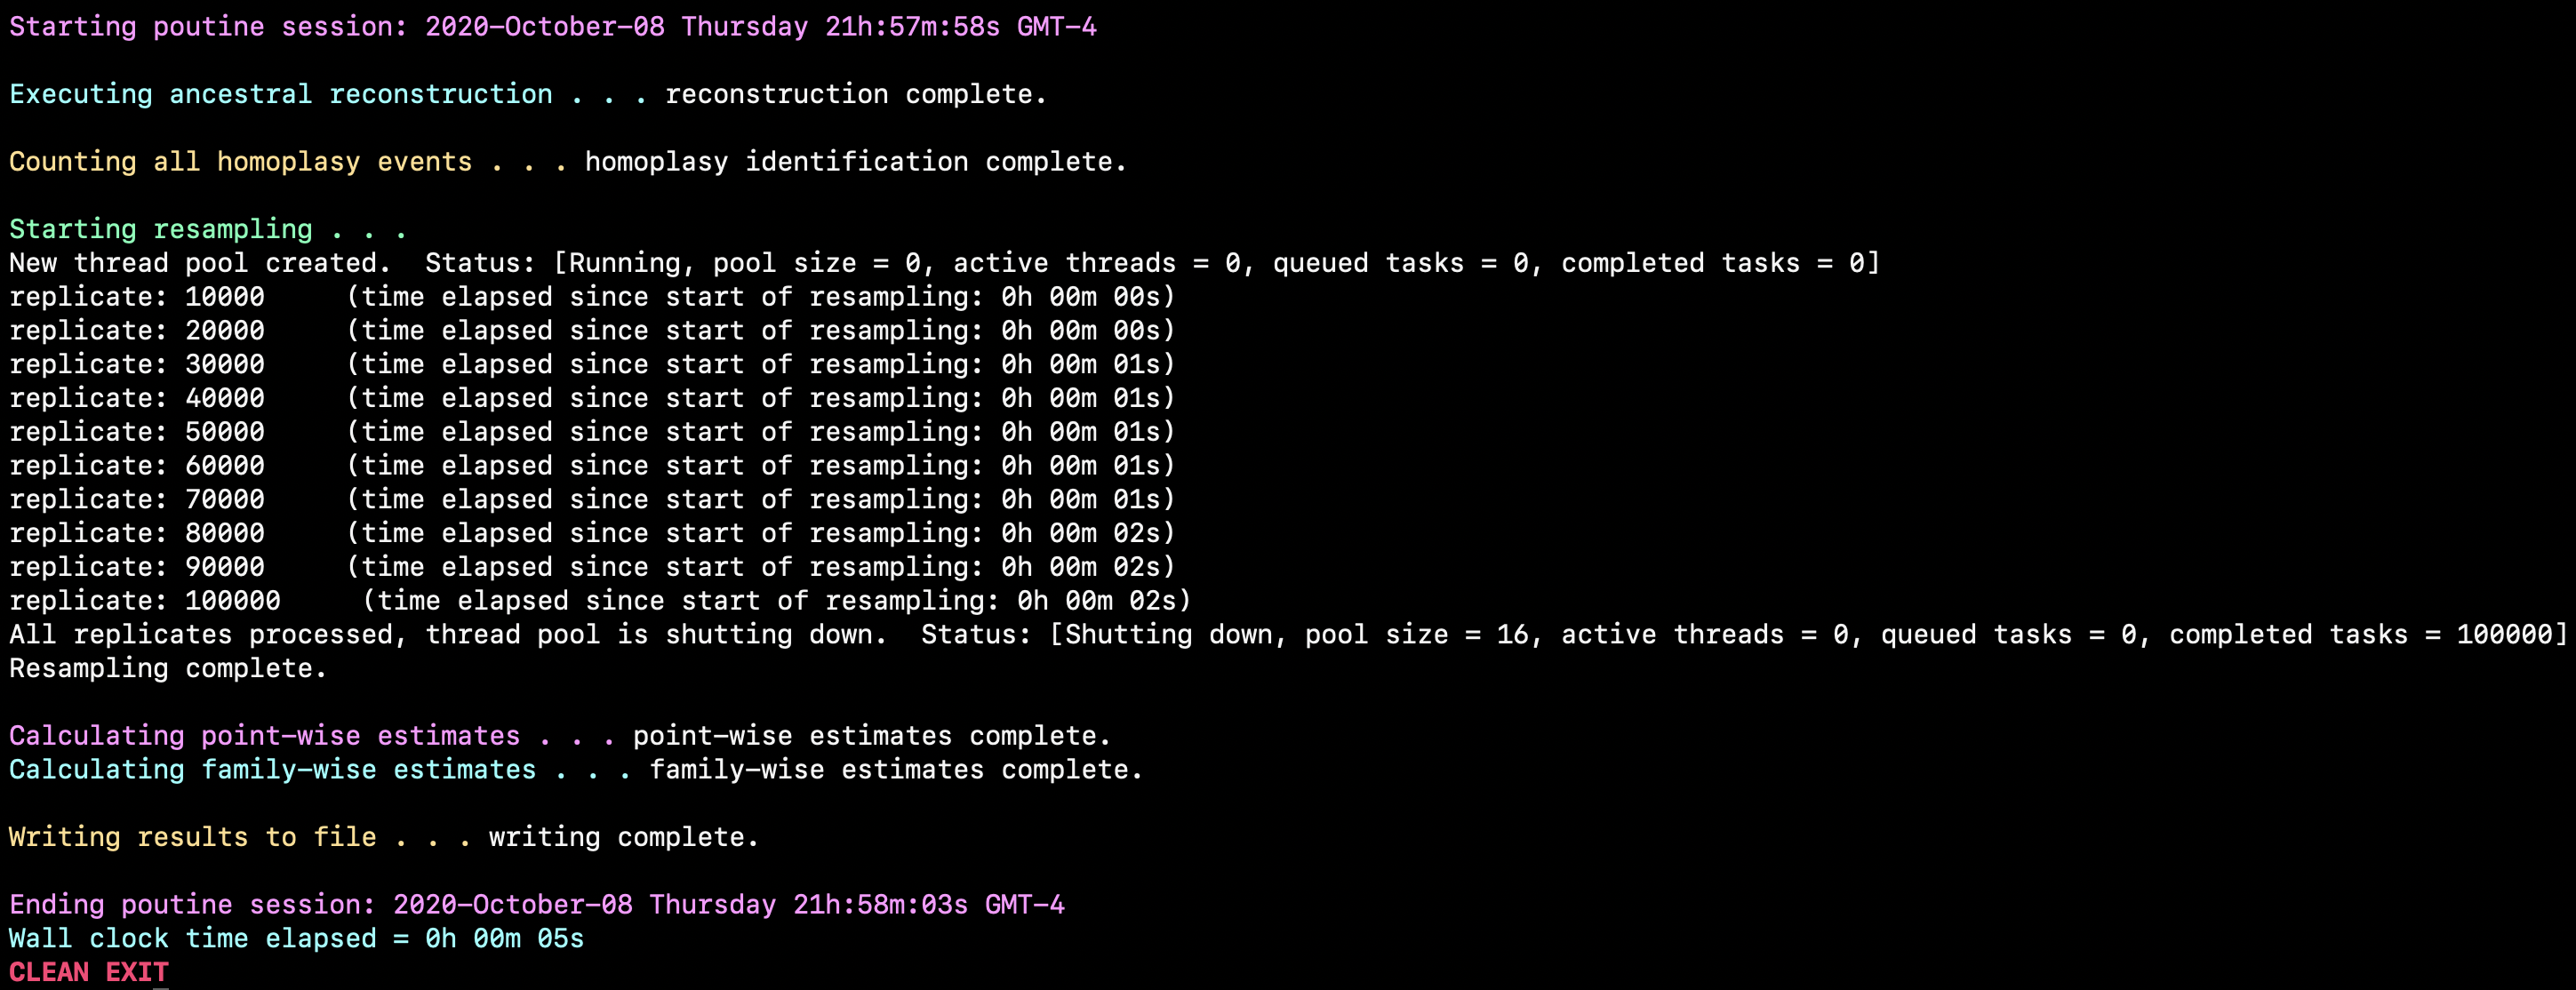 Starting poutine session: 2020-October-08 Thursday 21h:57m:58s GMT-4
Executing ancestral reconstruction . . . reconstruction complete.
Counting all homoplasy events . . . homoplasy identification complete.
Starting resampling . . .
New thread pool created.  Status: [Running, pool size = 0, active threads = 0, queued tasks = 0, completed tasks = 0]
replicate: 10000     (time elapsed since start of resampling: 0h 00m 00s)
replicate: 20000     (time elapsed since start of resampling: 0h 00m 00s)
replicate: 30000     (time elapsed since start of resampling: 0h 00m 01s)
replicate: 40000     (time elapsed since start of resampling: 0h 00m 01s)
replicate: 50000     (time elapsed since start of resampling: 0h 00m 01s)
replicate: 60000     (time elapsed since start of resampling: 0h 00m 01s)
replicate: 70000     (time elapsed since start of resampling: 0h 00m 01s)
replicate: 80000     (time elapsed since start of resampling: 0h 00m 02s)
replicate: 90000     (time elapsed since start of resampling: 0h 00m 02s)
replicate: 100000     (time elapsed since start of resampling: 0h 00m 02s)
All replicates processed, thread pool is shutting down.  Status: [Shutting down, pool size = 16, active threads = 0, queued tasks = 0, completed tasks = 100000]
Resampling complete.
Calculating point-wise estimates . . . point-wise estimates complete.
Calculating family-wise estimates . . . family-wise estimates complete.
Writing results to file . . . writing complete.
Ending poutine session: 2020-October-08 Thursday 21h:58m:03s GMT-4
Wall clock time elapsed = 0h 00m 05s
CLEAN EXIT